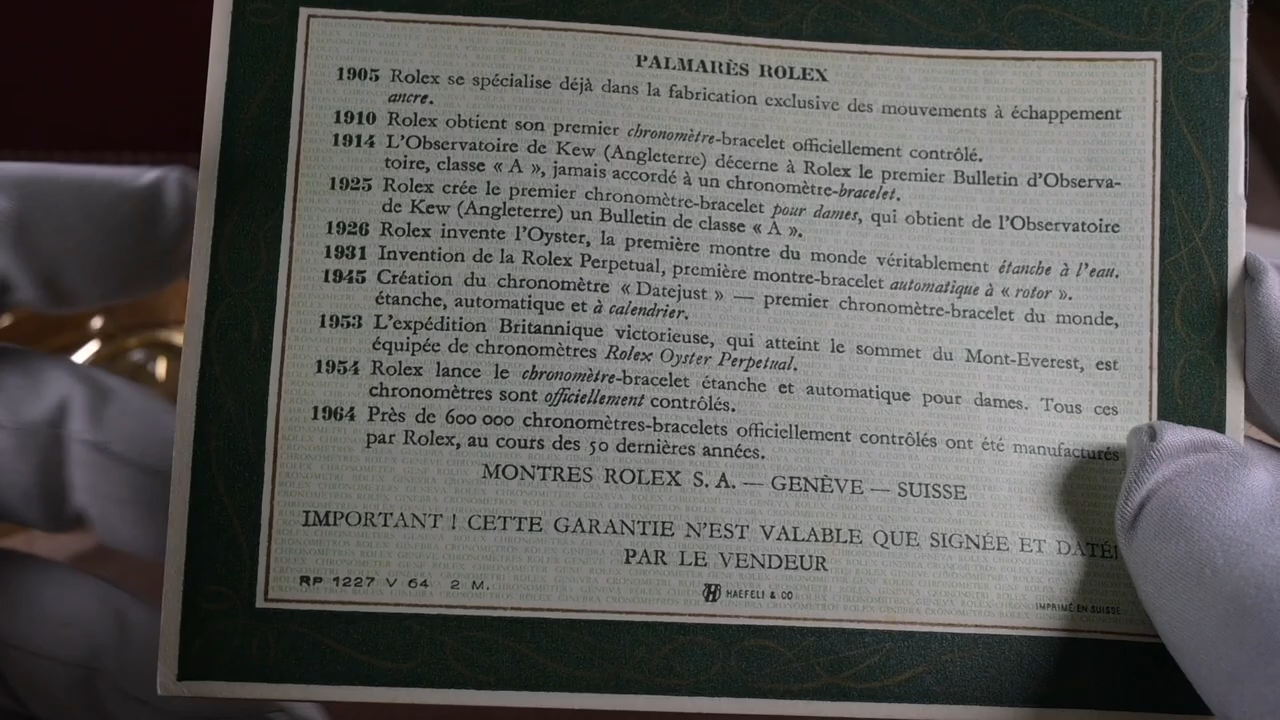 PALMARÈS ROLEX
1905 Rolex se spécialise déjà dans la fabrication exclusive des mouvements à échappement
ancre.
1910 Rolex obtient son premier chronomètre-bracelet officiellement contrôlé.
1914 L'Observatoire de Kew (Angleterre) décerne à Rolex le premier Bulletin d'Observa-
toire, classe « A », jamais accordé à un chronomètre-bracelet.
1925 Rolex crée le premier chronomètre-bracelet pour dames, qui obtient de l'Observatoire
de Kew (Angleterre) un Bulletin de classe « A ».
1926 Rolex invente l'Oyster, la première montre du monde véritablement étanche à l'eau.
1931 Invention de la Rolex Perpetual, première montre-bracelet automatique à « rotor ».
1945 Création du chronomètre « Datejust » — premier chronomètre-bracelet du monde,
étanche, automatique et à calendrier.
1953 L'expédition Britannique victorieuse, qui atteint le sommet du Mont-Everest, est
équipée de chronomètres Rolex Oyster Perpetual.
1954 Rolex lance le chronomètre-bracelet étanche et automatique pour dames. Tous ces
chronomètres sont officiellement contrôlés.
1964 Près de 600 000 chronomètres-bracelets officiellement contrôlés ont été manufacturés
par Rolex, au cours des 50 dernières années.
MONTRES ROLEX S. A. — GENÈVE — SUISSE
IMPORTANT ! CETTE GARANTIE N'EST VALABLE QUE SIGNÉE ET
PAR LE VENDEUR
RP 1227 V 64 2 M.
H HAEFELI & CO
IMPRIMÉ EN SUISSE